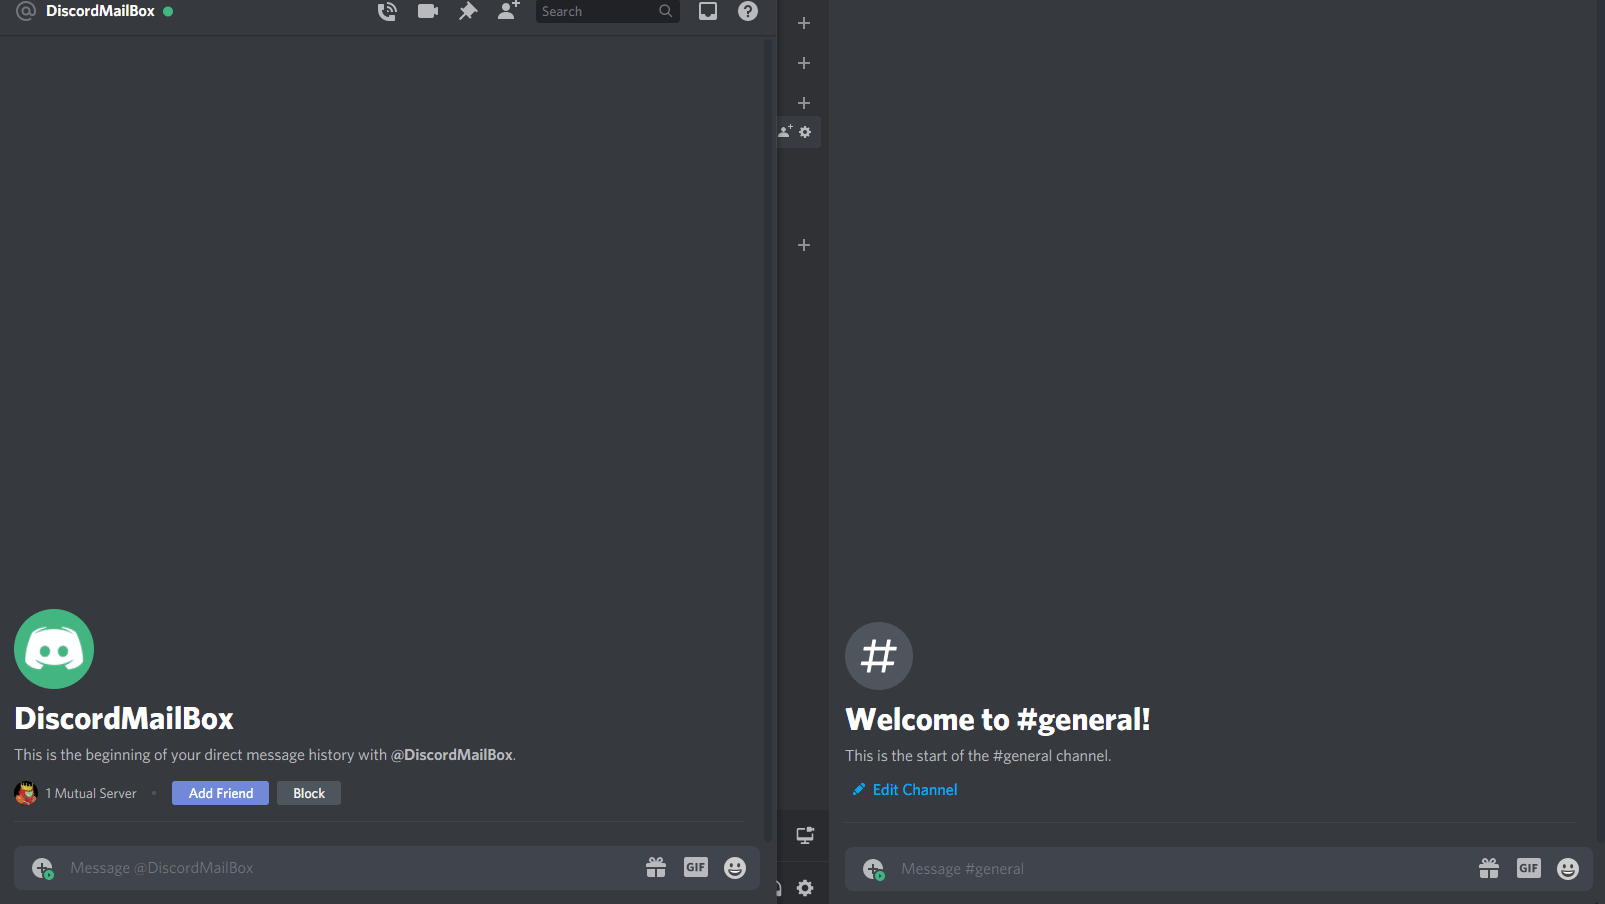 DiscordMailBox
Search
DiscordMailBox
This is the beginning of your direct message history with @DiscordMailBox.
1 Mutual Server
Add Friend
Block
Message @DiscordMailBox
GIF
Welcome to #general!
This is the start of the #general channel.
Edit Channel
Message #general
GIF